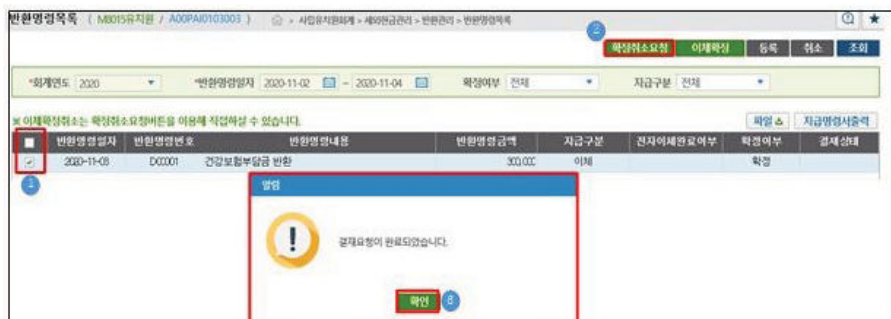 반환명령목록 ( M8015유치원 / A00PAI0103003 ) > 사립유치원회계 > 세외현금관리 > 반환관리 > 반환명령목록
2
확정취소요청 이체확정 등록 취소 조회
*회계연도 2020 *반환명령일자 2020-11-02 ~ 2020-11-04 확정여부 전체 지급구분 전체
※ 이체확정취소는 확정취소요청버튼을 이용해 직접하실 수 있습니다. 파일 지급명령서출력
반환명령일자 반환명령번호 반환명령내용 반환명령금액 지급구분 전자이체완료여부 확정여부 결재상태
2020-11-03 D00001 건강보험부담금 반환 300,000 이체 확정
알림
결재요청이 완료되었습니다.
확인